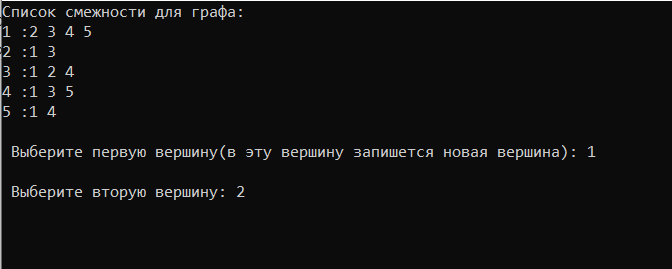 Список смежности для графа:
1 :2 3 4 5
2 :1 3
3 :1 2 4
4 :1 3 5
5 :1 4
Выберите первую вершину(в эту вершину запишется новая вершина): 1
Выберите вторую вершину: 2